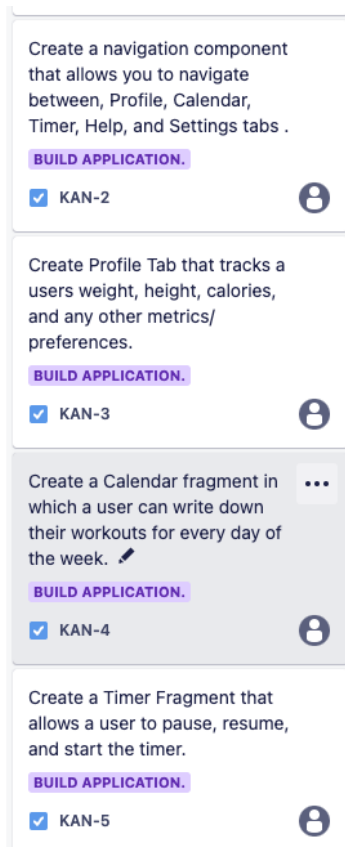 Create a navigation component
that allows you to navigate
between, Profile, Calendar,
Timer, Help, and Settings tabs .
BUILD APPLICATION.
KAN-2
Create Profile Tab that tracks a
users weight, height, calories,
and any other metrics/
preferences.
BUILD APPLICATION.
KAN-3
Create a Calendar fragment in
which a user can write down
their workouts for every day of
the week.
BUILD APPLICATION.
KAN-4
Create a Timer Fragment that
allows a user to pause, resume,
and start the timer.
BUILD APPLICATION.
KAN-5